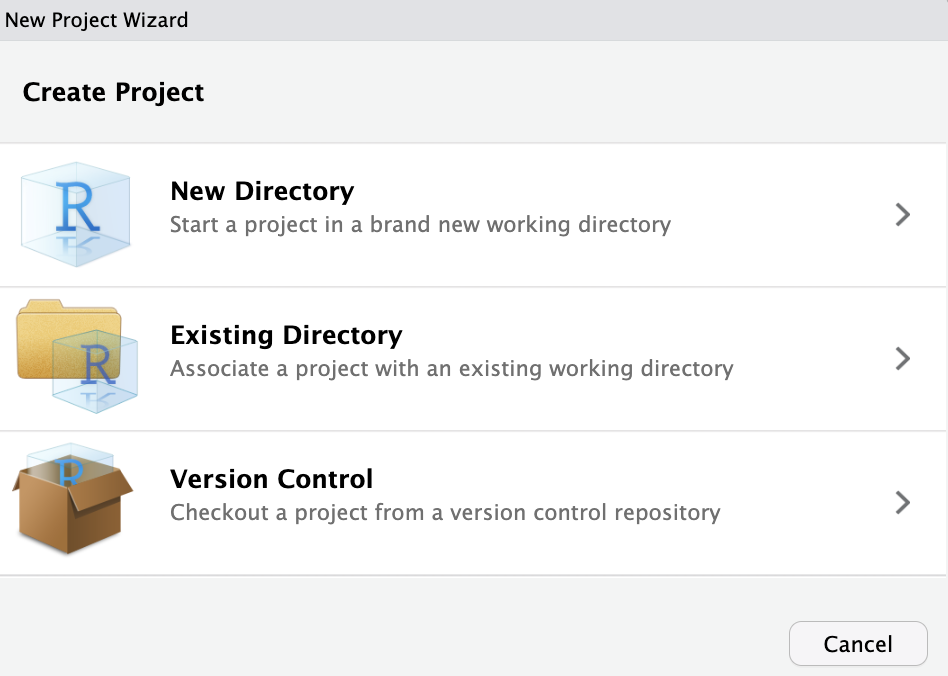 New Project Wizard
Create Project
R
New Directory
Start a project in a brand new working directory
R
Existing Directory
Associate a project with an existing working directory
R
Version Control
Checkout a project from a version control repository
Cancel